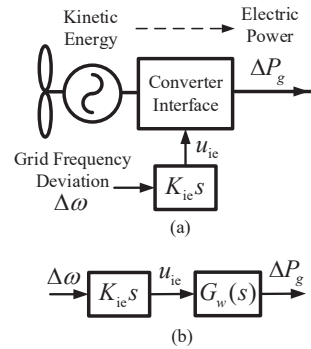 Kinetic Energy
Electric Power
Converter Interface
ΔP_g
u_ie
Grid Frequency Deviation
Δω
K_ie s
(a)
Δω
K_ie s
u_ie
G_w(s)
ΔP_g
(b)